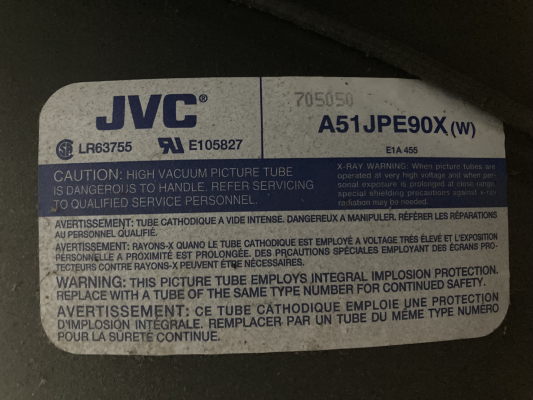 JVC®
705050
A51JPE90X(W)
LR63755 E105827
E1A 455
CAUTION: HIGH VACUUM PICTURE TUBE
IS DANGEROUS TO HANDLE. REFER SERVICING
TO QUALIFIED SERVICE PERSONNEL.
X-RAY WARNING: When picture tubes are
operated at very high voltage and when per-
sonal exposure is prolonged at close range,
special shielding precautions against x-ray
radiation may be needed.
AVERTISSEMENT: TUBE CATHODIQUE A VIDE INTENSE. DANGEREUX A MANIPULER. RÉFÉRER LES RÉPARATIONS
AU PERSONNEL QUALIFIÉ.
AVERTISSEMENT: RAYONS-X QUAND LE TUBE CATHODIQUE EST EMPLOYÉ A VOLTAGE TRÈS ÉLEVÉ ET L'EXPOSITION
PERSONNELLE A PROXIMITÉ EST PROLONGÉE. DES PRÉCAUTIONS SPÉCIALES EMPLOYANT DES ÉCRANS PRO-
TECTEURS CONTRE RAYONS-X PEUVENT ÊTRE NÉCESSAIRES.
WARNING: THIS PICTURE TUBE EMPLOYS INTEGRAL IMPLOSION PROTECTION.
REPLACE WITH A TUBE OF THE SAME TYPE NUMBER FOR CONTINUED SAFETY.
AVERTISSEMENT: CE TUBE CATHODIQUE EMPLOIE UNE PROTECTION
D'IMPLOSION INTÉGRALE. REMPLACER PAR UN TUBE DU MÊME TYPE NUMÉRO
POUR LA SÛRETÉ CONTINUE.